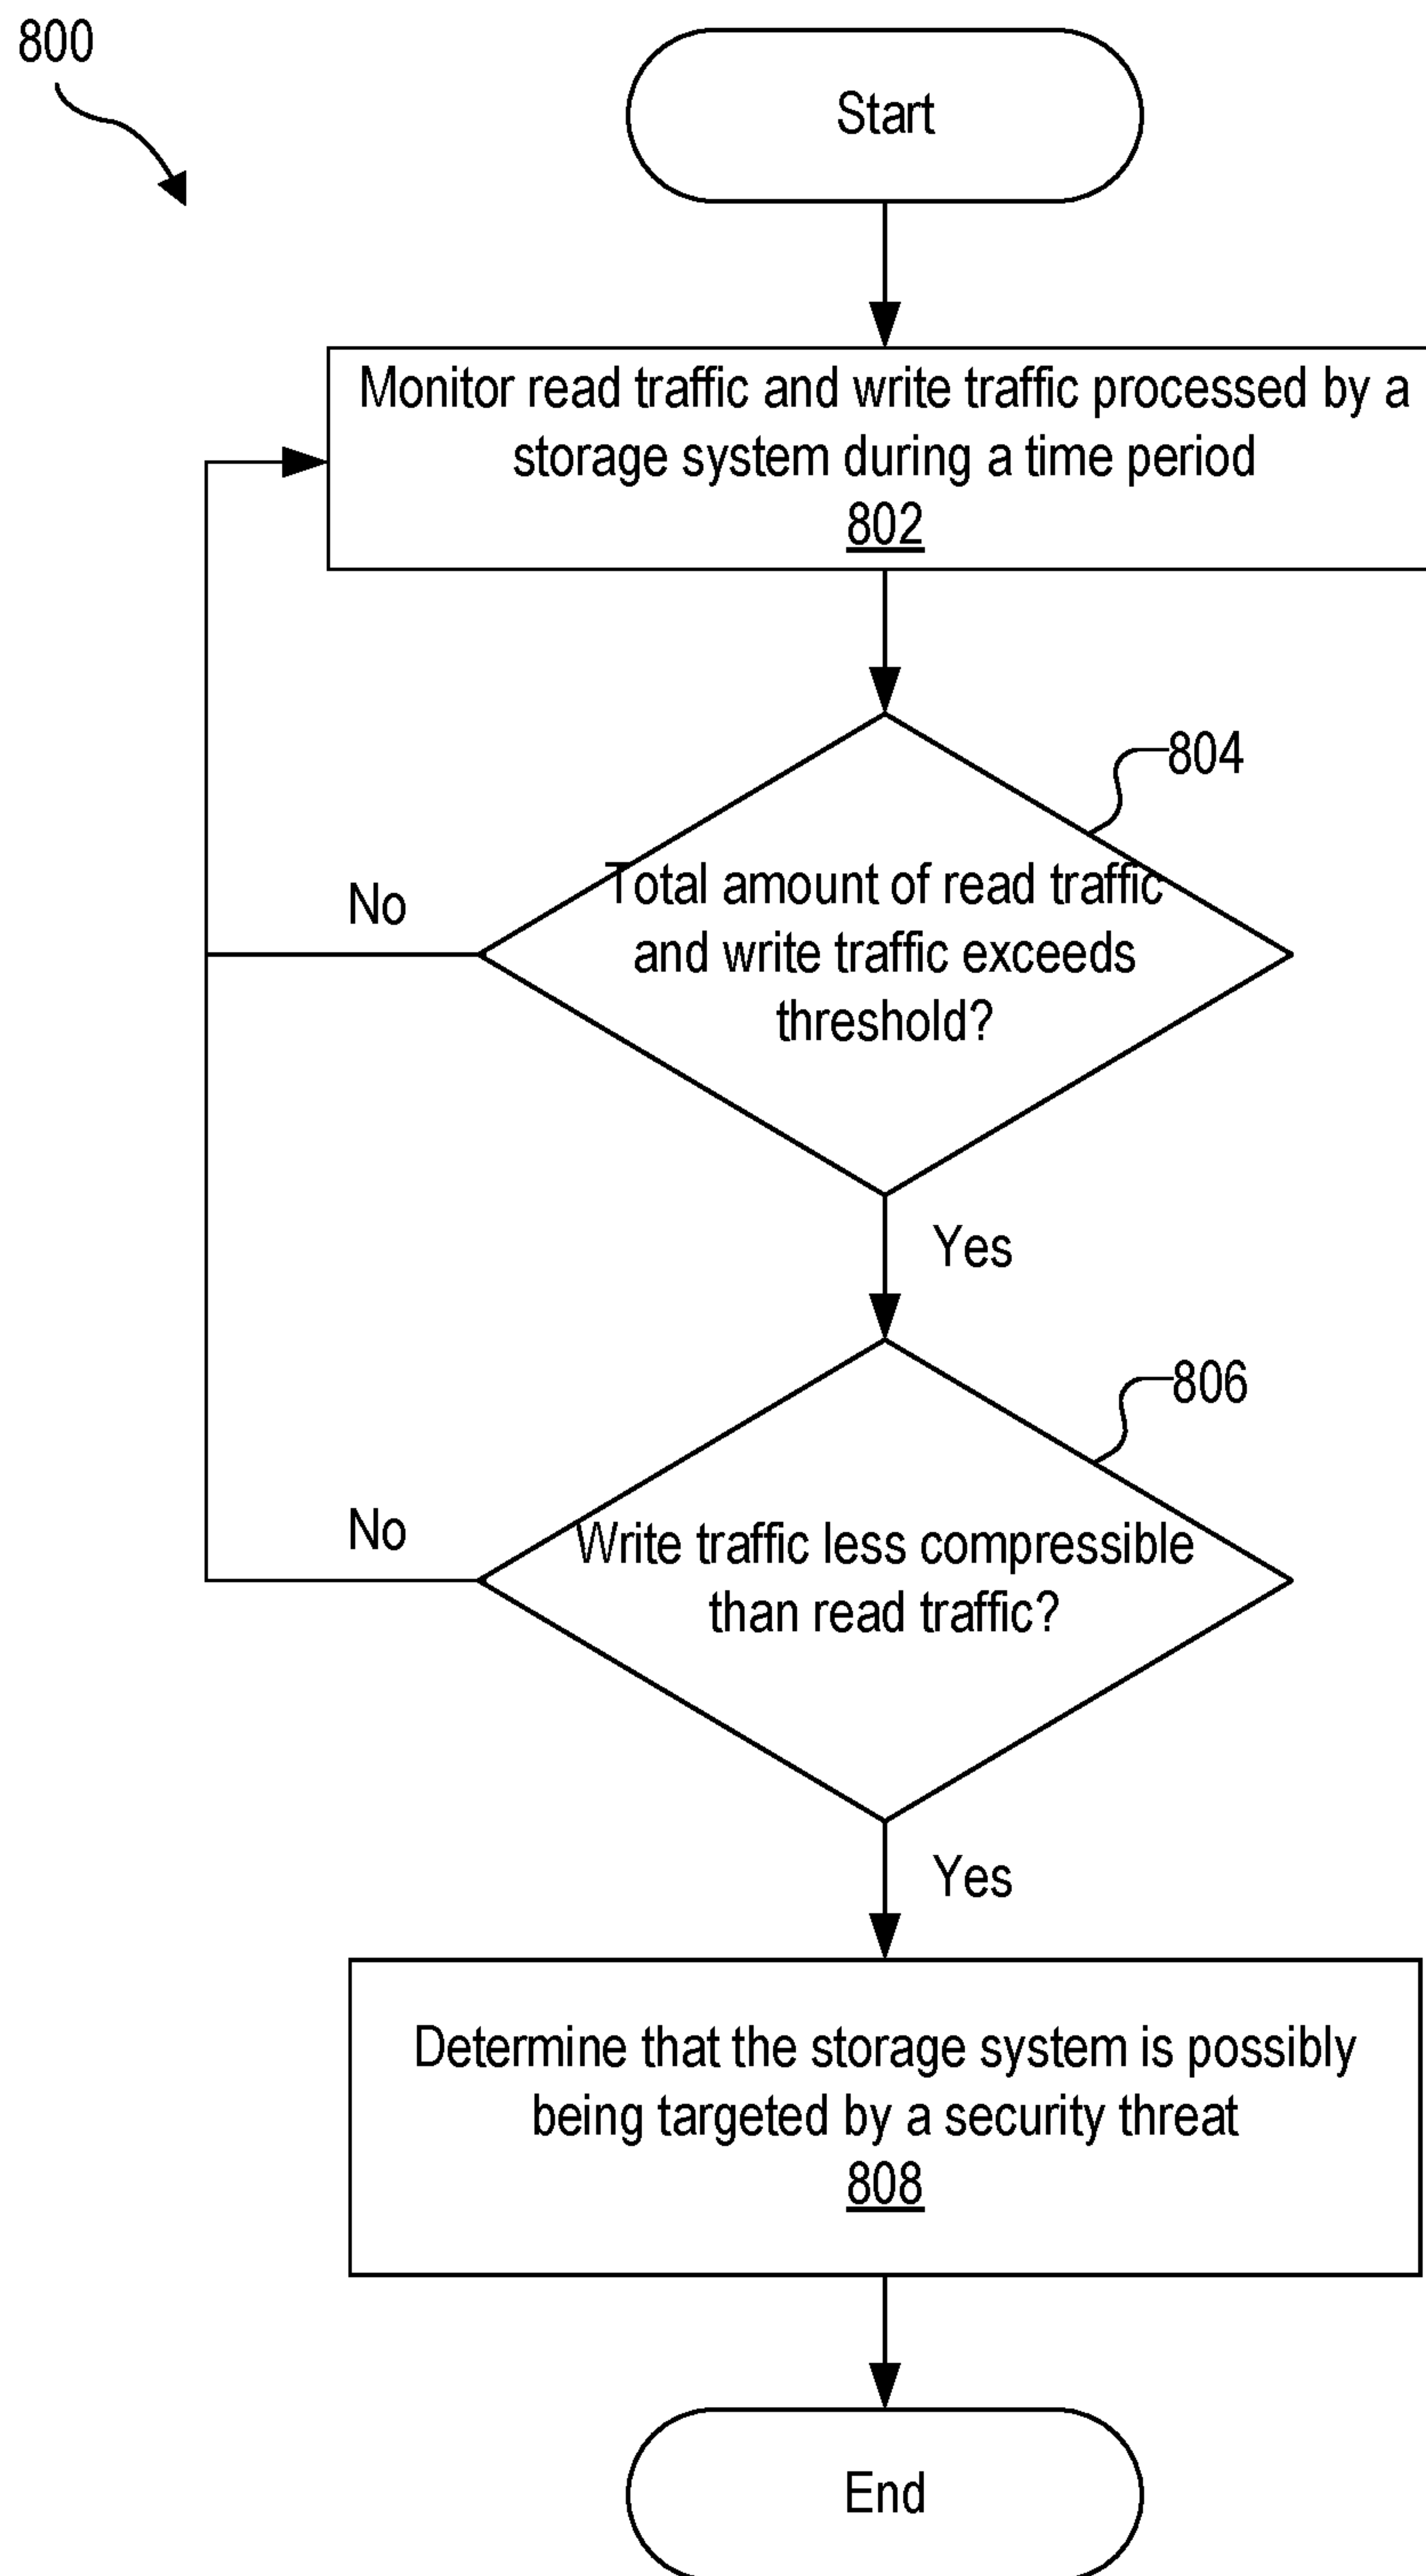 800
Start
Monitor read traffic and write traffic processed by a
storage system during a time period
802
804
Total amount of read traffic
and write traffic exceeds
threshold?
No
Yes
806
Write traffic less compressible
than read traffic?
No
Yes
Determine that the storage system is possibly
being targeted by a security threat
808
End